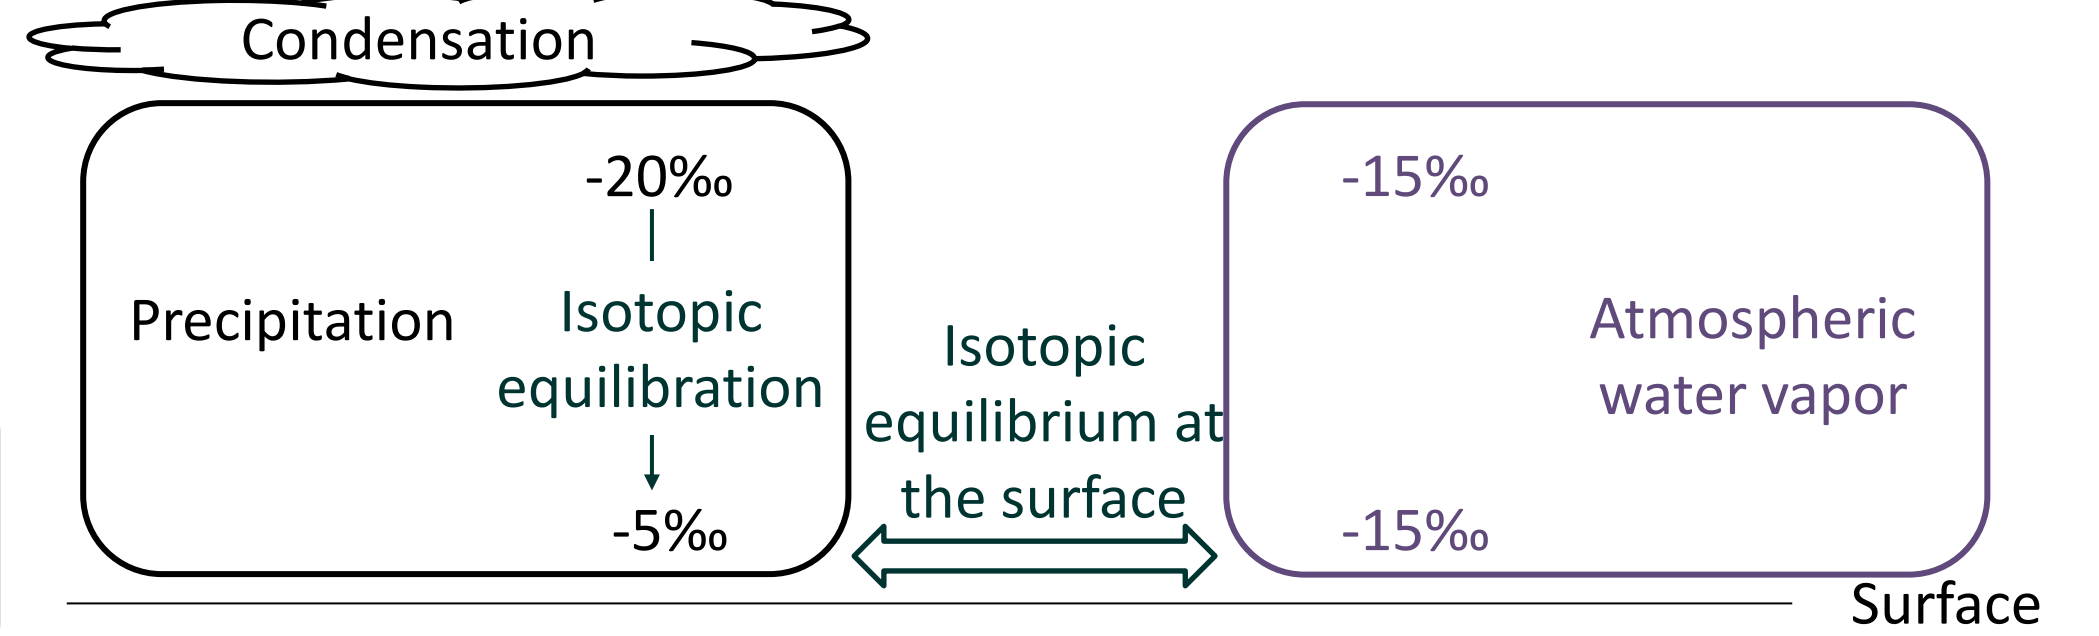 Condensation
-20‰
-15‰
Precipitation
Isotopic
equilibration
Isotopic
equilibrium at
the surface
Atmospheric
water vapor
-5‰
-15‰
Surface